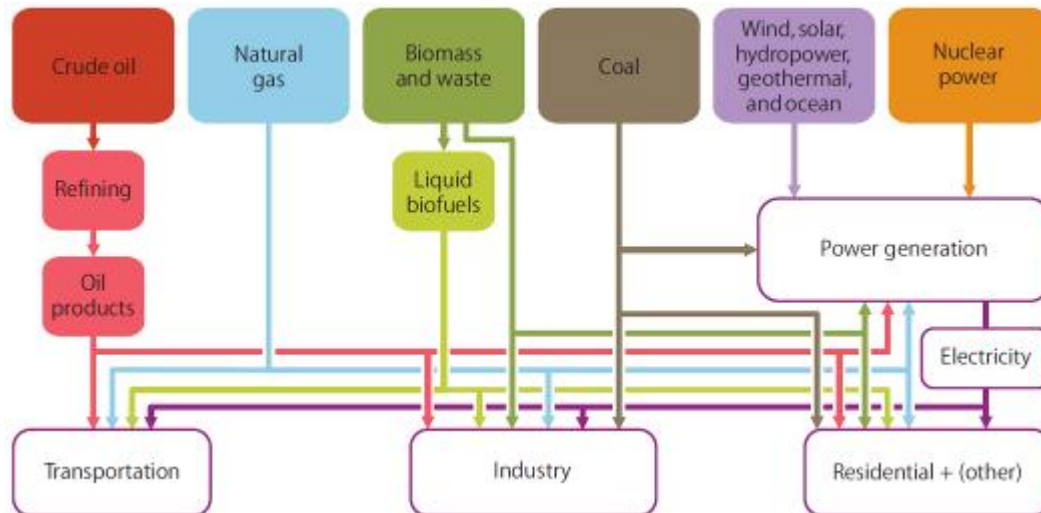 Crude oil
Natural
gas
Biomass
and waste
Coal
Wind, solar,
hydropower,
geothermal,
and ocean
Nuclear
power
Refining
Liquid
biofuels
Power generation
Oil
products
Electricity
Transportation
Industry
Residential + (other)